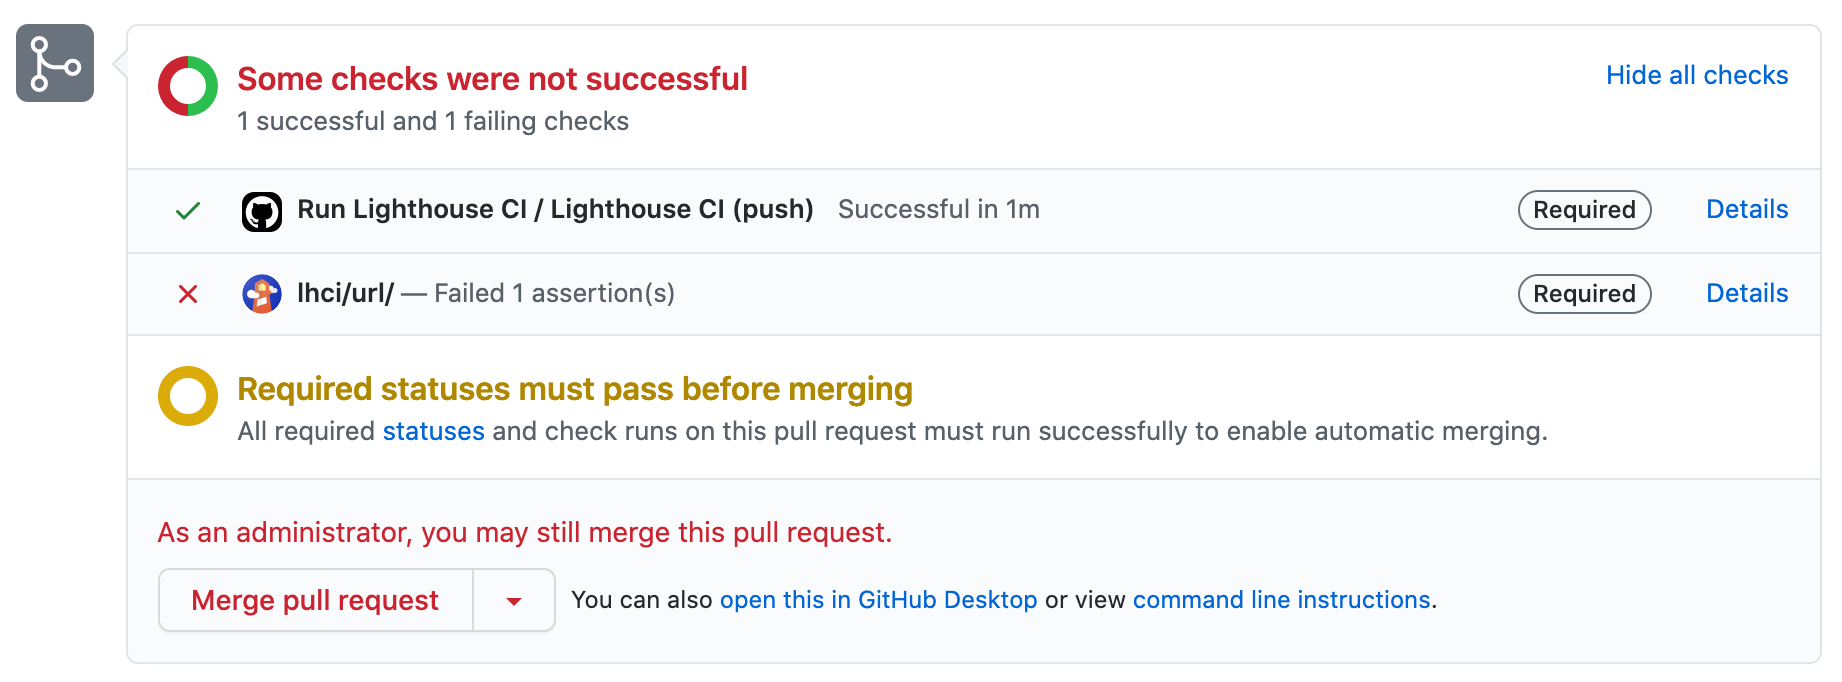 Some checks were not successful
Hide all checks
1 successful and 1 failing checks
Run Lighthouse CI / Lighthouse CI (push) Successful in 1m Required Details
lhci/url/ — Failed 1 assertion(s) Required Details
Required statuses must pass before merging
All required statuses and check runs on this pull request must run successfully to enable automatic merging.
As an administrator, you may still merge this pull request.
Merge pull request You can also open this in GitHub Desktop or view command line instructions.